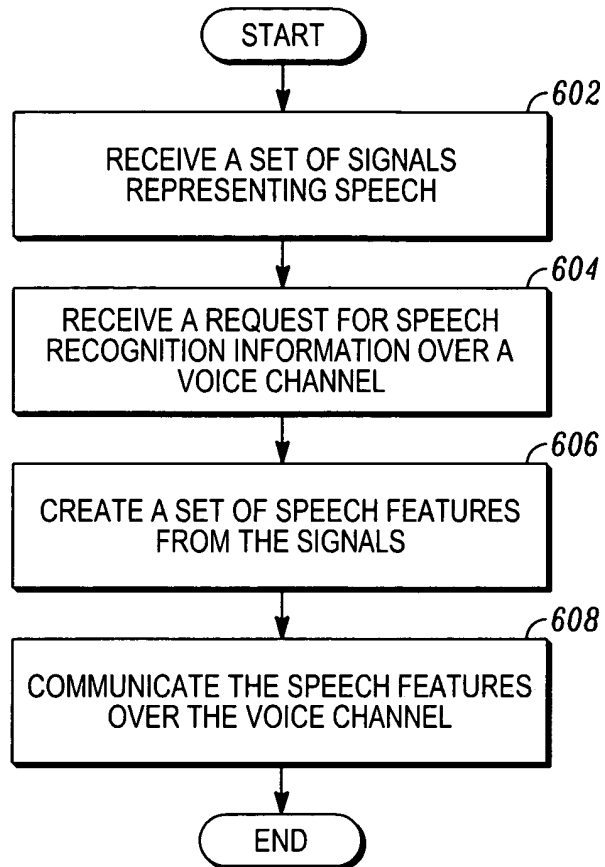 START
602
RECEIVE A SET OF SIGNALS
REPRESENTING SPEECH
604
RECEIVE A REQUEST FOR SPEECH
RECOGNITION INFORMATION OVER A
VOICE CHANNEL
606
CREATE A SET OF SPEECH FEATURES
FROM THE SIGNALS
608
COMMUNICATE THE SPEECH FEATURES
OVER THE VOICE CHANNEL
END